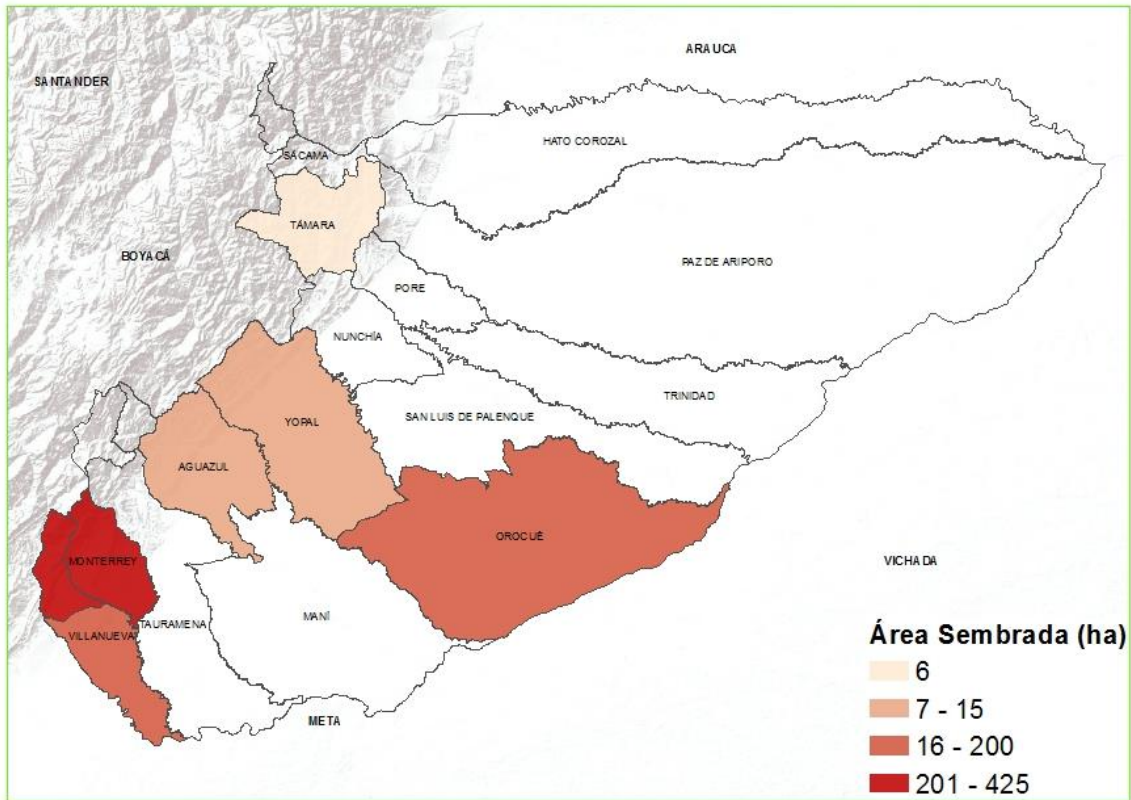 ARAUCA
SANTANDER
HATO COROZAL
SÁCAMA
TÁMARA
BOYACÁ
PAZ DE ARIPORO
PORE
NUNCHÍA
TRINIDAD
SAN LUIS DE PALENQUE
YOPAL
AGUAZUL
OROCUÉ
MONTERREY
VICHADA
MANÍ
TAURAMENA
VILLANUEVA
META
Área Sembrada (ha)
6
7 - 15
16 - 200
201 - 425